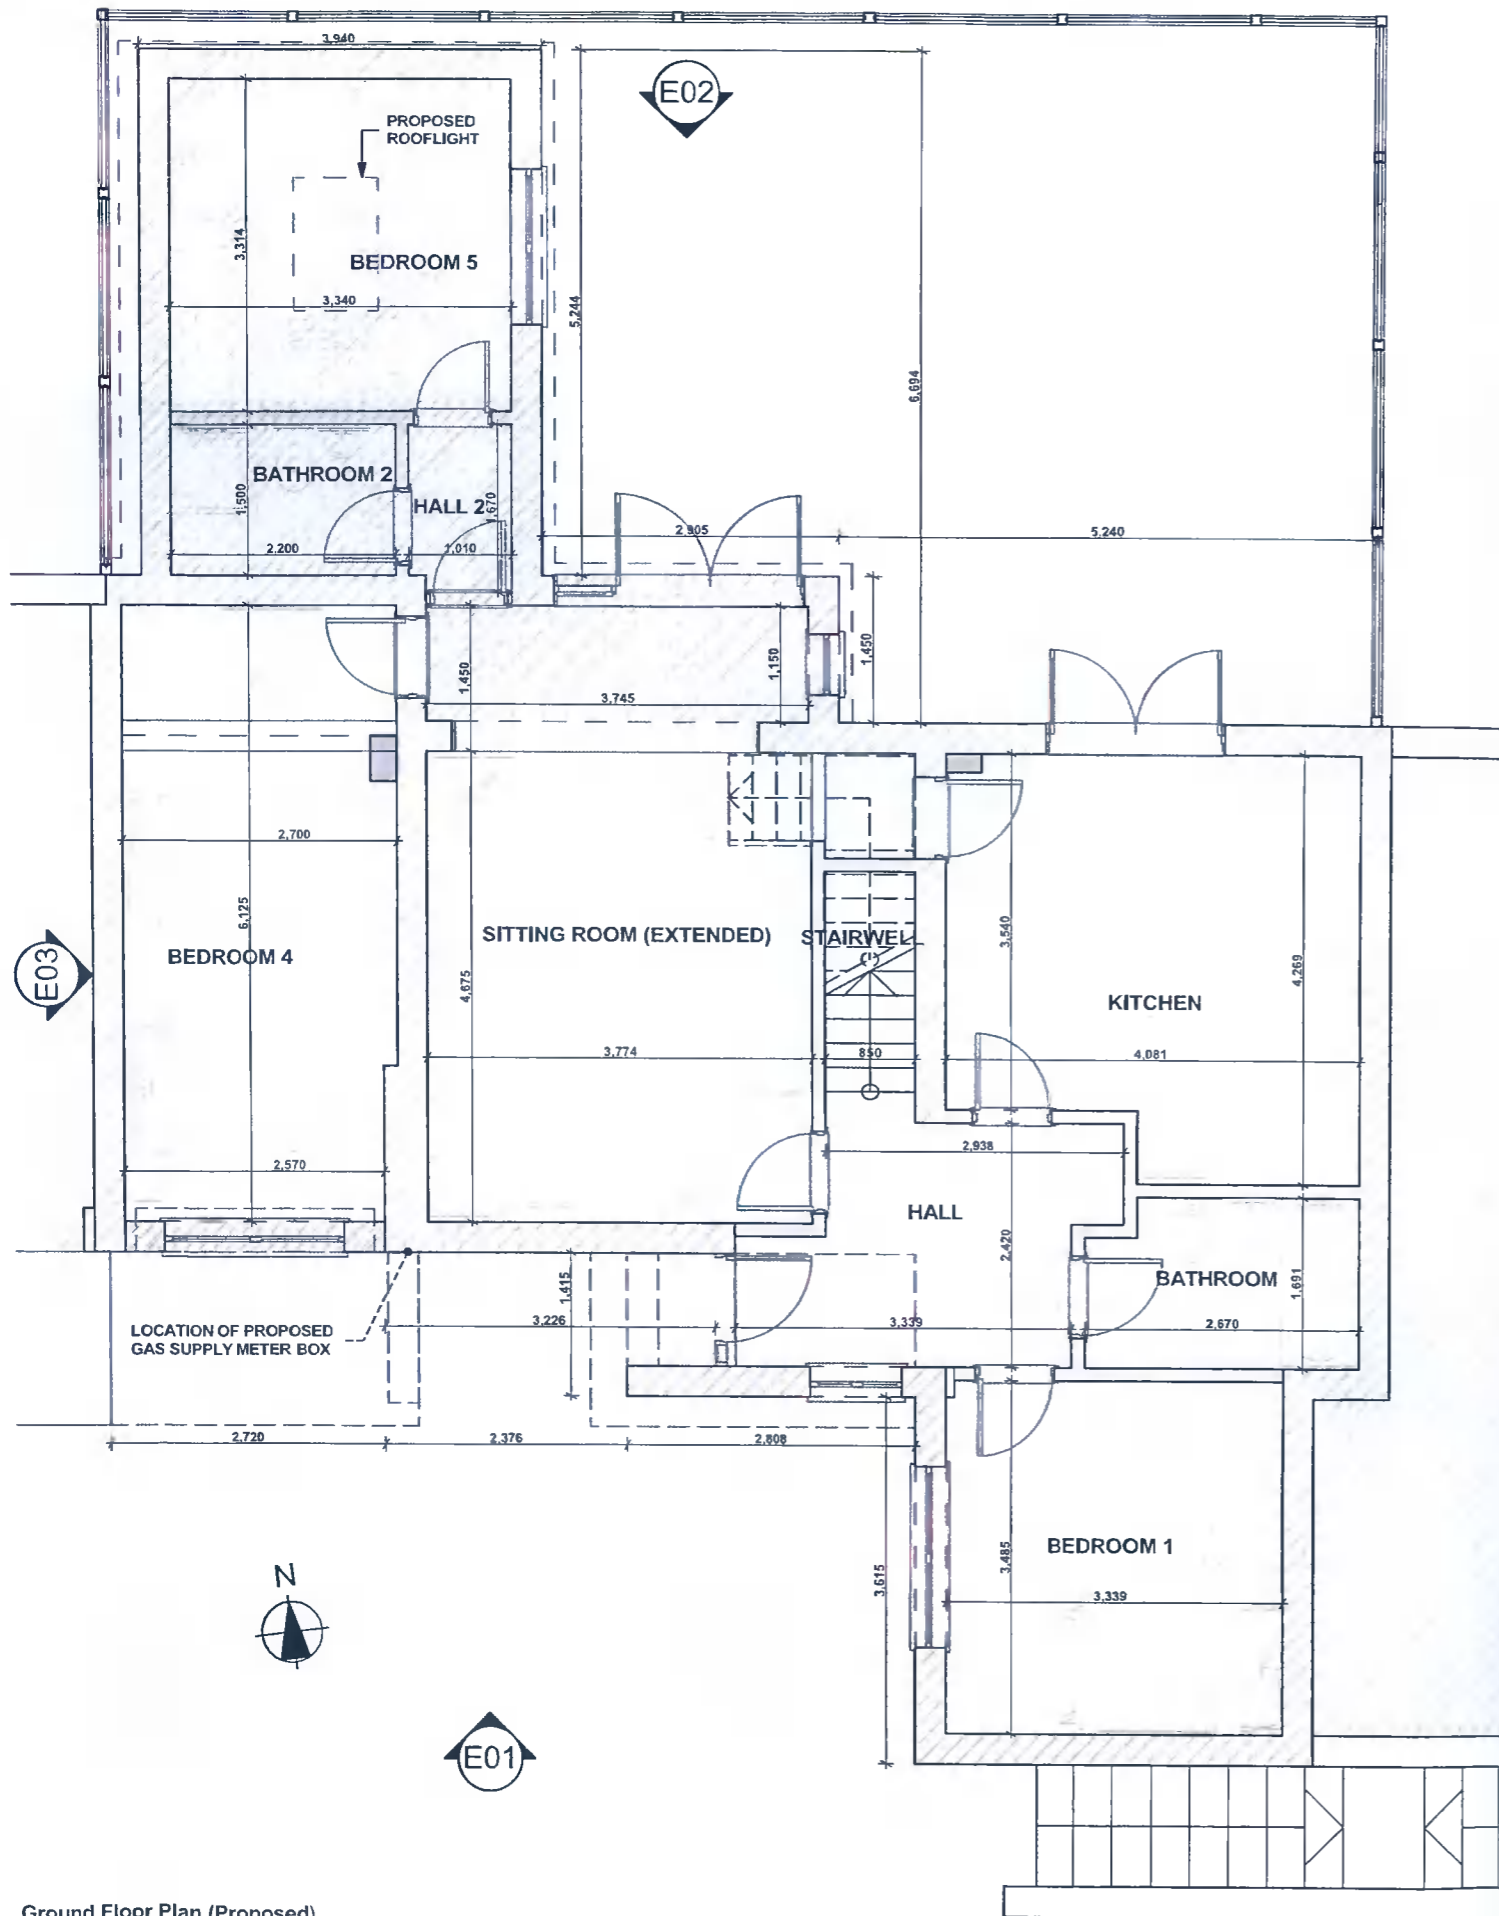 3,940
E02
PROPOSED
ROOFLIGHT
3,314
BEDROOM 5
3,340
5,244
6,694
BATHROOM 2
1,500
HALL 2
1,670
2,200
1,010
2,905
5,240
1,450
3,745
1,150
1,450
2,700
6,125
BEDROOM 4
E03
SITTING ROOM (EXTENDED)
STAIRWELL
4,675
3,540
4,269
KITCHEN
3,774
850
4,081
2,938
2,570
HALL
2,420
BATHROOM
1,691
1,415
LOCATION OF PROPOSED
GAS SUPPLY METER BOX
3,226
3,339
2,670
2,720
2,376
2,808
BEDROOM 1
3,485
3,615
3,339
N
E01
Ground Floor Plan (Proposed)